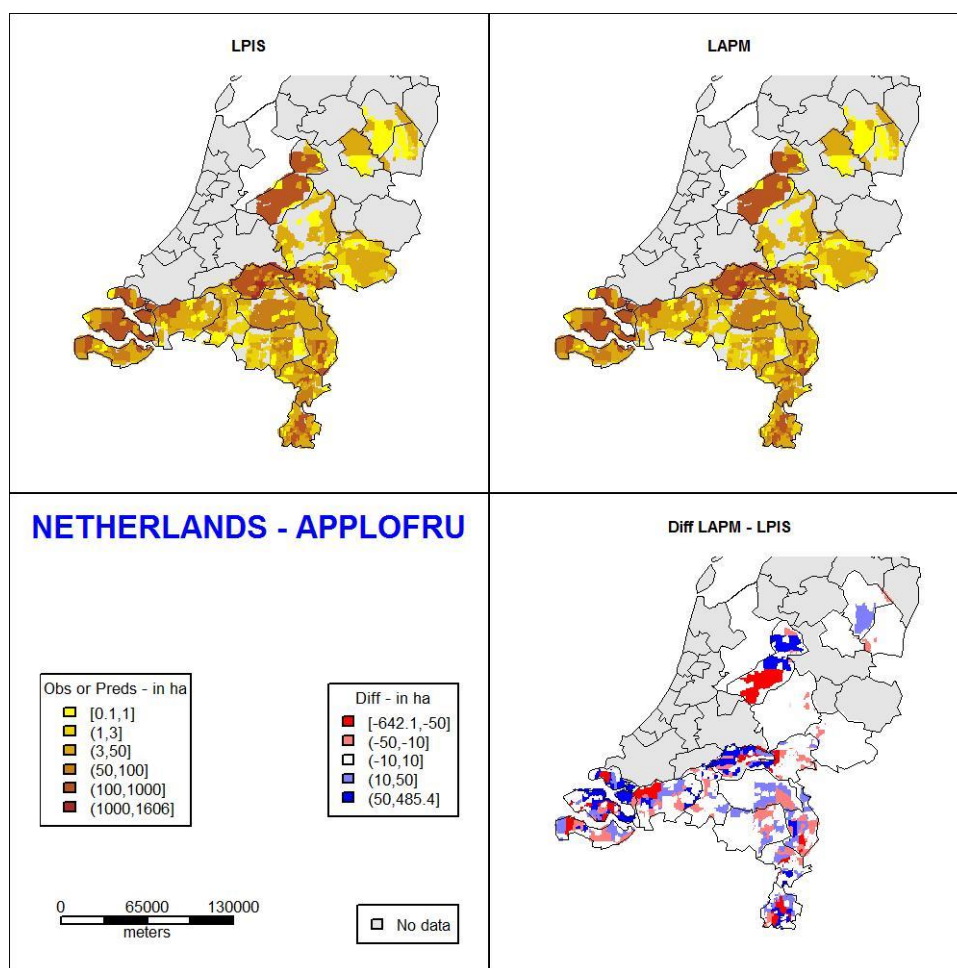 LPIS
LAPM
NETHERLANDS - APPLOFRU
Diff LAPM - LPIS
Obs or Preds - in ha
[0.1,1]
(1,3]
(3,50]
(50,100]
(100,1000]
(1000,1606]
Diff - in ha
[-642.1,-50]
(-50,-10]
(-10,10]
(10,50]
(50,485.4]
0 65000 130000
meters
No data